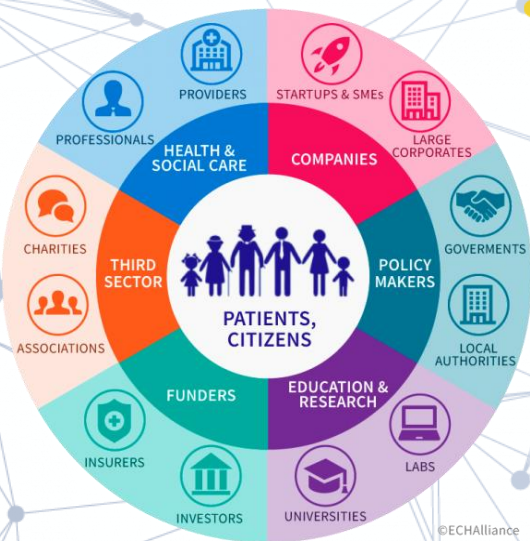 PROVIDERS
PROFESSIONALS
HEALTH &
SOCIAL CARE
STARTUPS & SMEs
LARGE
CORPORATES
COMPANIES
GOVERMENTS
LOCAL
AUTHORITIES
POLICY
MAKERS
LABS
UNIVERSITIES
EDUCATION &
RESEARCH
INVESTORS
INSURERS
FUNDERS
ASSOCIATIONS
CHARITIES
THIRD
SECTOR
PATIENTS,
CITIZENS
©ECHAlliance